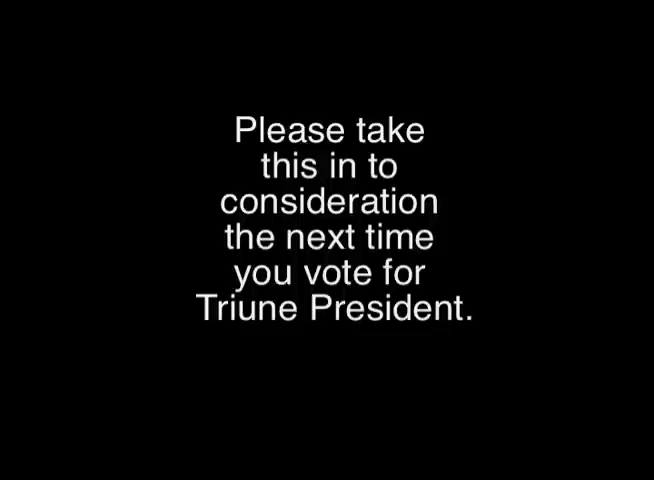 Please take
this in to
consideration
the next time
you vote for
Triune President.